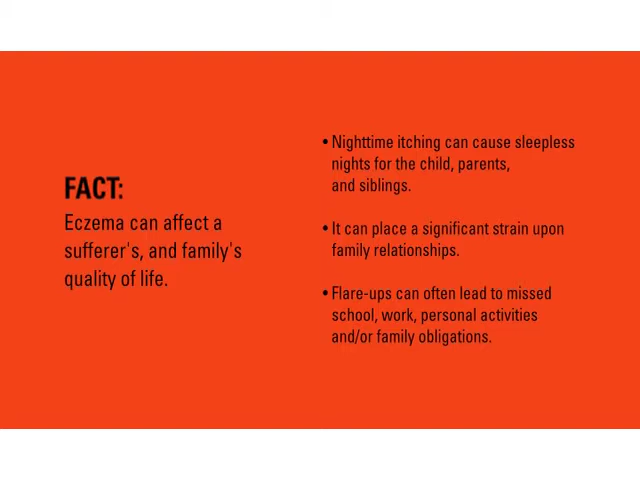 FACT:
Eczema can affect a
sufferer's, and family's
quality of life.
• Nighttime itching can cause sleepless
nights for the child, parents,
and siblings.
• It can place a significant strain upon
family relationships.
• Flare-ups can often lead to missed
school, work, personal activities
and/or family obligations.